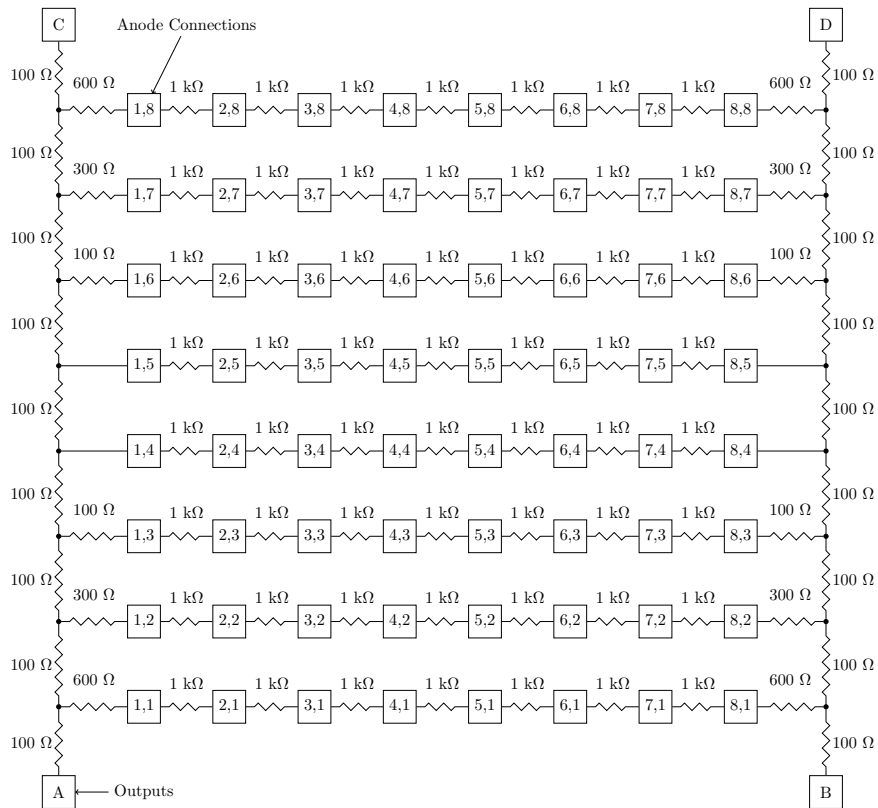 C Anode Connections D
100 Ω 600 Ω 1 kΩ 1 kΩ 1 kΩ 1 kΩ 1 kΩ 1 kΩ 1 kΩ 600 Ω 100 Ω
1,8 2,8 3,8 4,8 5,8 6,8 7,8 8,8
100 Ω 300 Ω 1 kΩ 1 kΩ 1 kΩ 1 kΩ 1 kΩ 1 kΩ 1 kΩ 300 Ω 100 Ω
1,7 2,7 3,7 4,7 5,7 6,7 7,7 8,7
100 Ω 100 Ω 1 kΩ 1 kΩ 1 kΩ 1 kΩ 1 kΩ 1 kΩ 1 kΩ 100 Ω 100 Ω
1,6 2,6 3,6 4,6 5,6 6,6 7,6 8,6
100 Ω 1 kΩ 1 kΩ 1 kΩ 1 kΩ 1 kΩ 1 kΩ 1 kΩ 100 Ω
1,5 2,5 3,5 4,5 5,5 6,5 7,5 8,5
100 Ω 1 kΩ 1 kΩ 1 kΩ 1 kΩ 1 kΩ 1 kΩ 1 kΩ 100 Ω
1,4 2,4 3,4 4,4 5,4 6,4 7,4 8,4
100 Ω 100 Ω 1 kΩ 1 kΩ 1 kΩ 1 kΩ 1 kΩ 1 kΩ 1 kΩ 100 Ω 100 Ω
1,3 2,3 3,3 4,3 5,3 6,3 7,3 8,3
100 Ω 300 Ω 1 kΩ 1 kΩ 1 kΩ 1 kΩ 1 kΩ 1 kΩ 1 kΩ 300 Ω 100 Ω
1,2 2,2 3,2 4,2 5,2 6,2 7,2 8,2
100 Ω 600 Ω 1 kΩ 1 kΩ 1 kΩ 1 kΩ 1 kΩ 1 kΩ 1 kΩ 600 Ω 100 Ω
1,1 2,1 3,1 4,1 5,1 6,1 7,1 8,1
100 Ω 100 Ω
A Outputs B